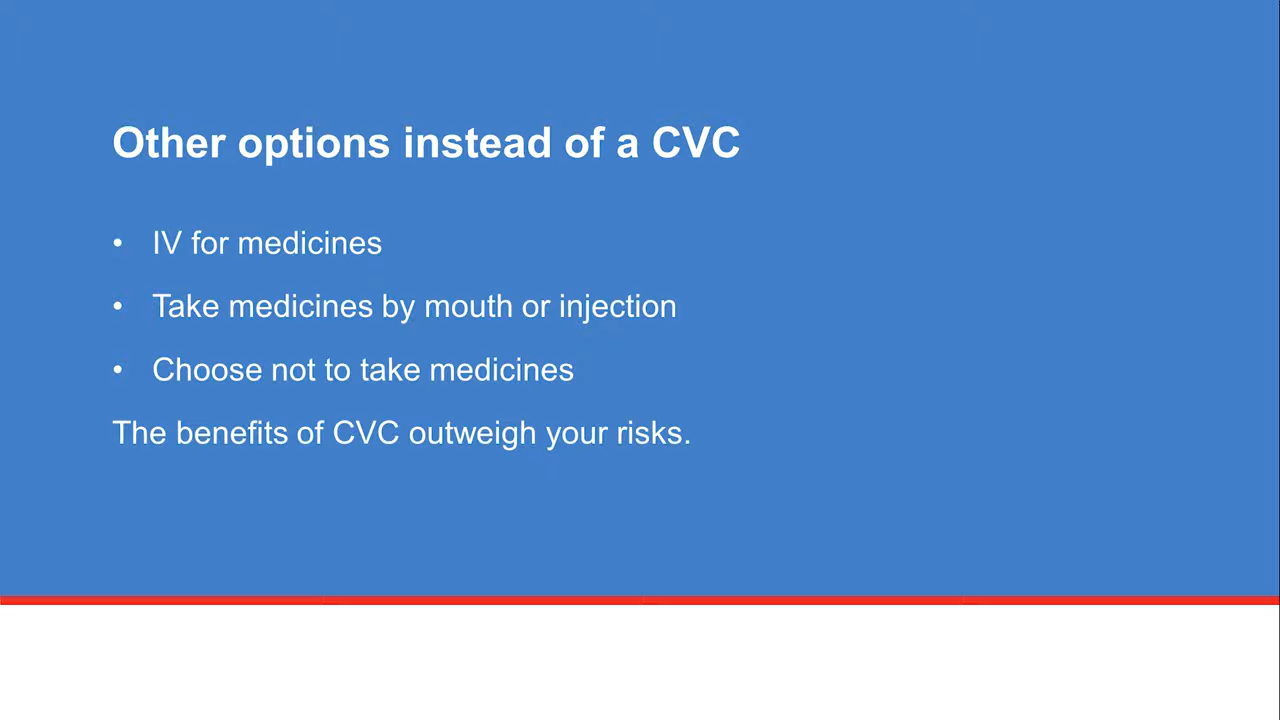 Other options instead of a CVC
• IV for medicines
• Take medicines by mouth or injection
• Choose not to take medicines
The benefits of CVC outweigh your risks.